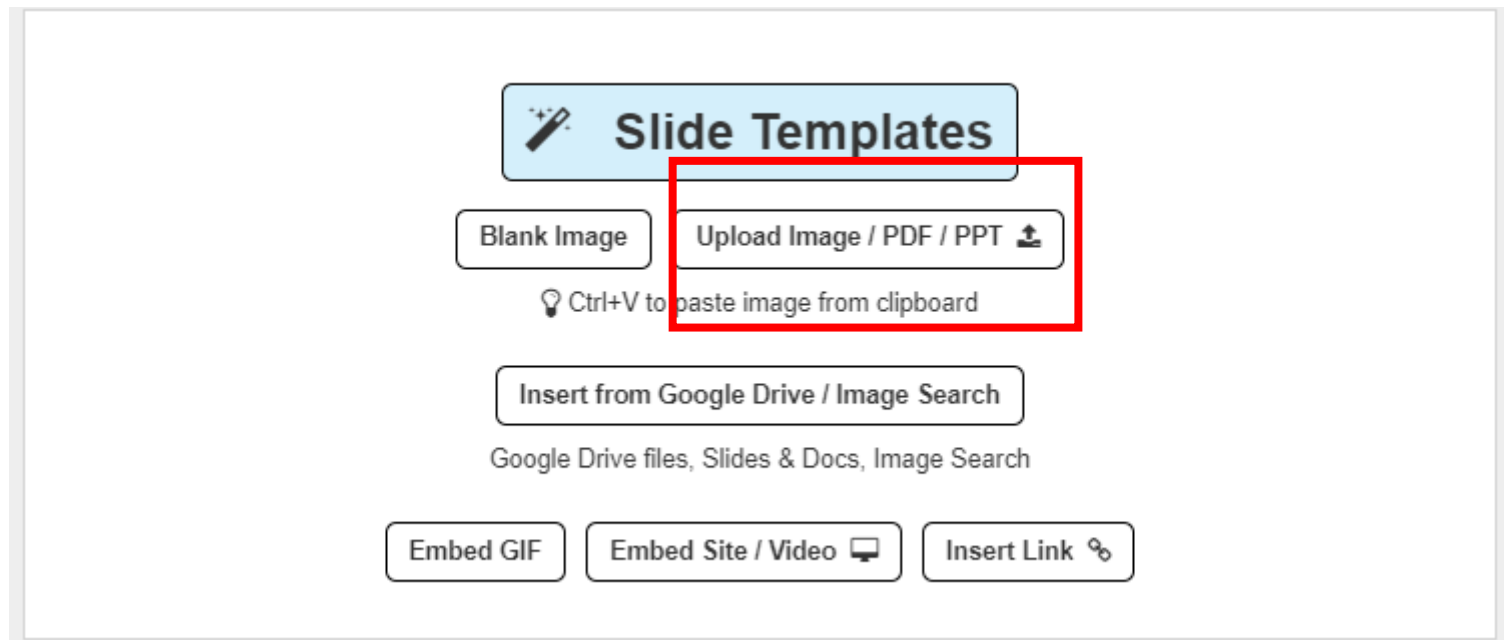 Slide Templates
Blank Image Upload Image / PDF / PPT
Ctrl+V to paste image from clipboard
Insert from Google Drive / Image Search
Google Drive files, Slides & Docs, Image Search
Embed GIF Embed Site / Video Insert Link